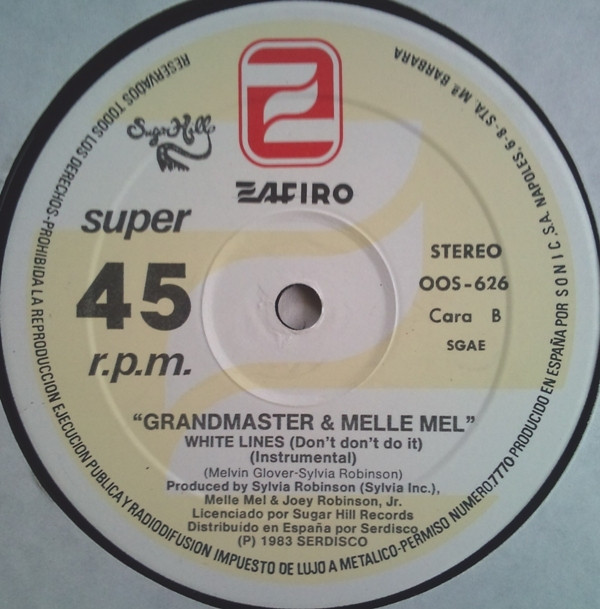 Sugar Hill
ZAFIRO
super
45
r.p.m.
STEREO
OOS-626
Cara B
SGAE
"GRANDMASTER & MELLE MEL"
WHITE LINES (Don't don't do it)
(Instrumental)
(Melvin Glover-Sylvia Robinson)
Produced by Sylvia Robinson (Sylvia Inc.),
Melle Mel & Joey Robinson, Jr.
Licenciado por Sugar Hill Records
Distribuido en España por Serdisco
(P) 1983 SERDISCO
RESERVADOS TODOS LOS DERECHOS-PROHIBIDA LA REPRODUCCION EJECUCION PUBLICA Y RADIODIFUSION IMPUESTO DE LUJO A METALICO-PERMISO NUMERO 7770 PRODUCIDO EN ESPAÑA POR SONIC, S.A. NAPOLES, 6-8-STA. Mª BARBARA